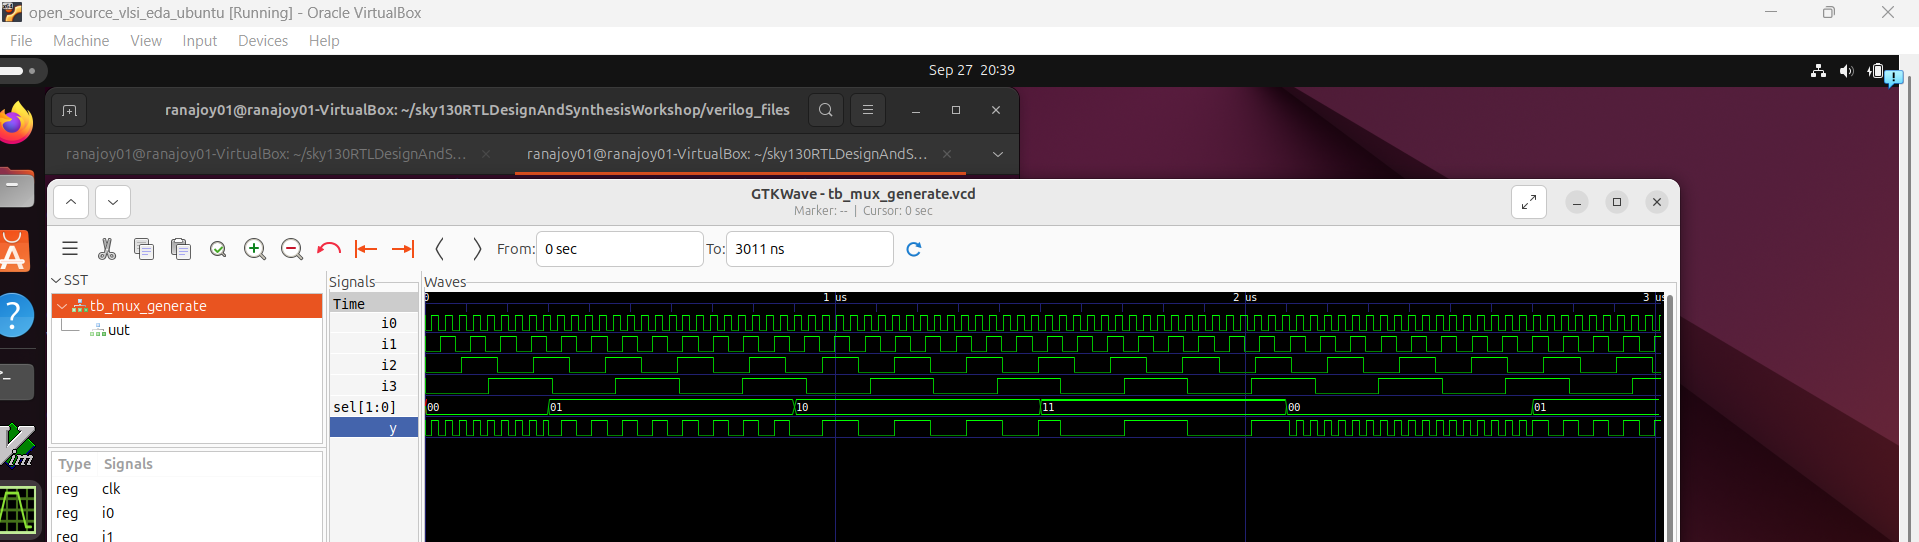 open_source_vlsi_eda_ubuntu [Running] - Oracle VirtualBox
File Machine View Input Devices Help
Sep 27 20:39
ranajoy01@ranajoy01-VirtualBox: ~/sky130RTLDesignAndSynthesisWorkshop/verilog_files
ranajoy01@ranajoy01-VirtualBox: ~/sky130RTLDesignAndS... ranajoy01@ranajoy01-VirtualBox: ~/sky130RTLDesignAndS...
GTKWave - tb_mux_generate.vcd
Marker: -- | Cursor: 0 sec
From: 0 sec To: 3011 ns
SST
tb_mux_generate
uut
Type Signals
reg clk
reg i0
reg i1
Signals
Time
i0
i1
i2
i3
sel[1:0]
y
Waves
0 1 us 2 us 3 us
00 01 10 11 00 01